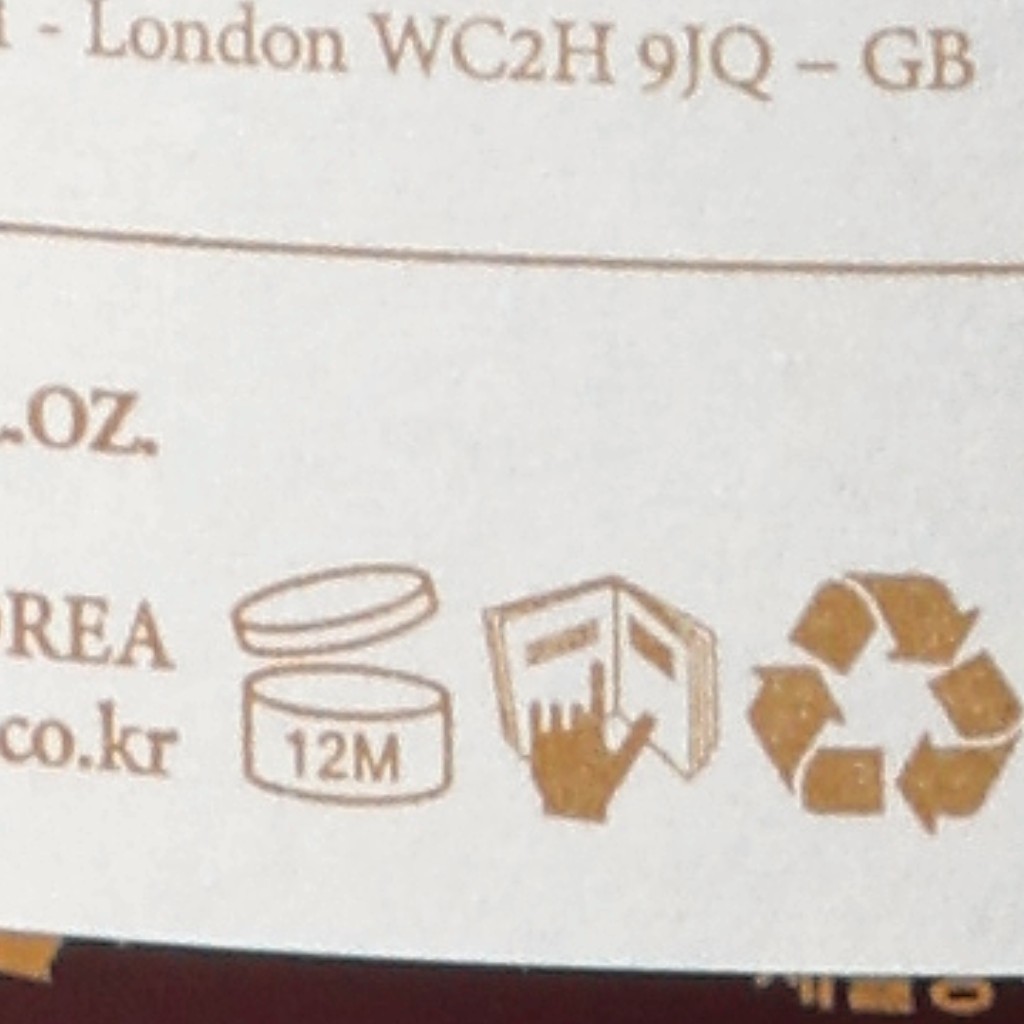 - London WC2H 9JQ – GB
.OZ.
REA
co.kr
12M